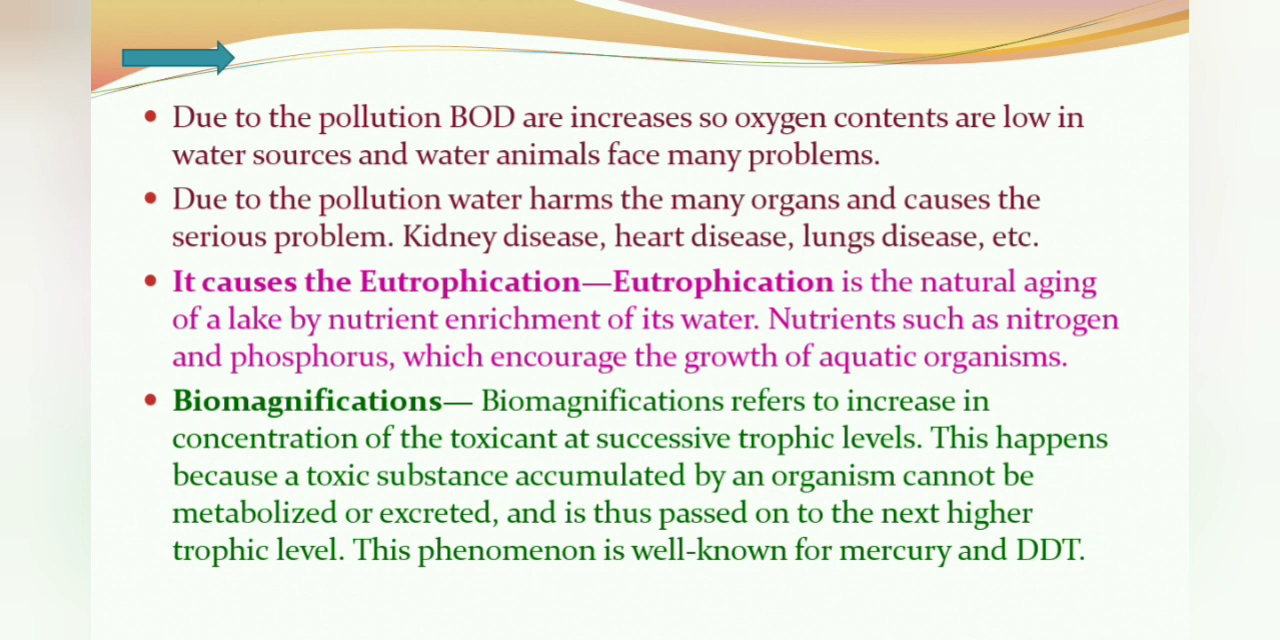 • Due to the pollution BOD are increases so oxygen contents are low in
water sources and water animals face many problems.
• Due to the pollution water harms the many organs and causes the
serious problem. Kidney disease, heart disease, lungs disease, etc.
• It causes the Eutrophication—Eutrophication is the natural aging
of a lake by nutrient enrichment of its water. Nutrients such as nitrogen
and phosphorus, which encourage the growth of aquatic organisms.
• Biomagnifications— Biomagnifications refers to increase in
concentration of the toxicant at successive trophic levels. This happens
because a toxic substance accumulated by an organism cannot be
metabolized or excreted, and is thus passed on to the next higher
trophic level. This phenomenon is well-known for mercury and DDT.